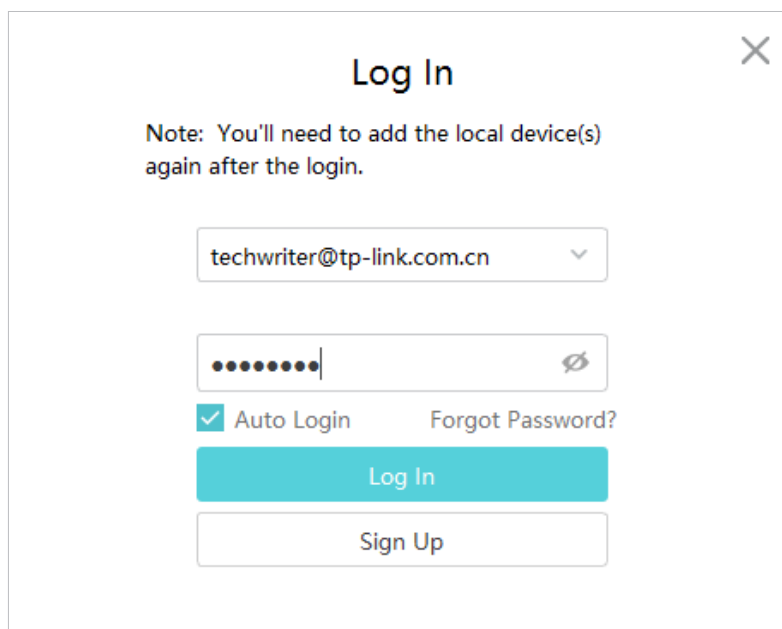 Log In
Note:  You'll need to add the local device(s)
again after the login.
techwriter@tp-link.com.cn
••••••••
Auto Login Forgot Password?
Log In
Sign Up